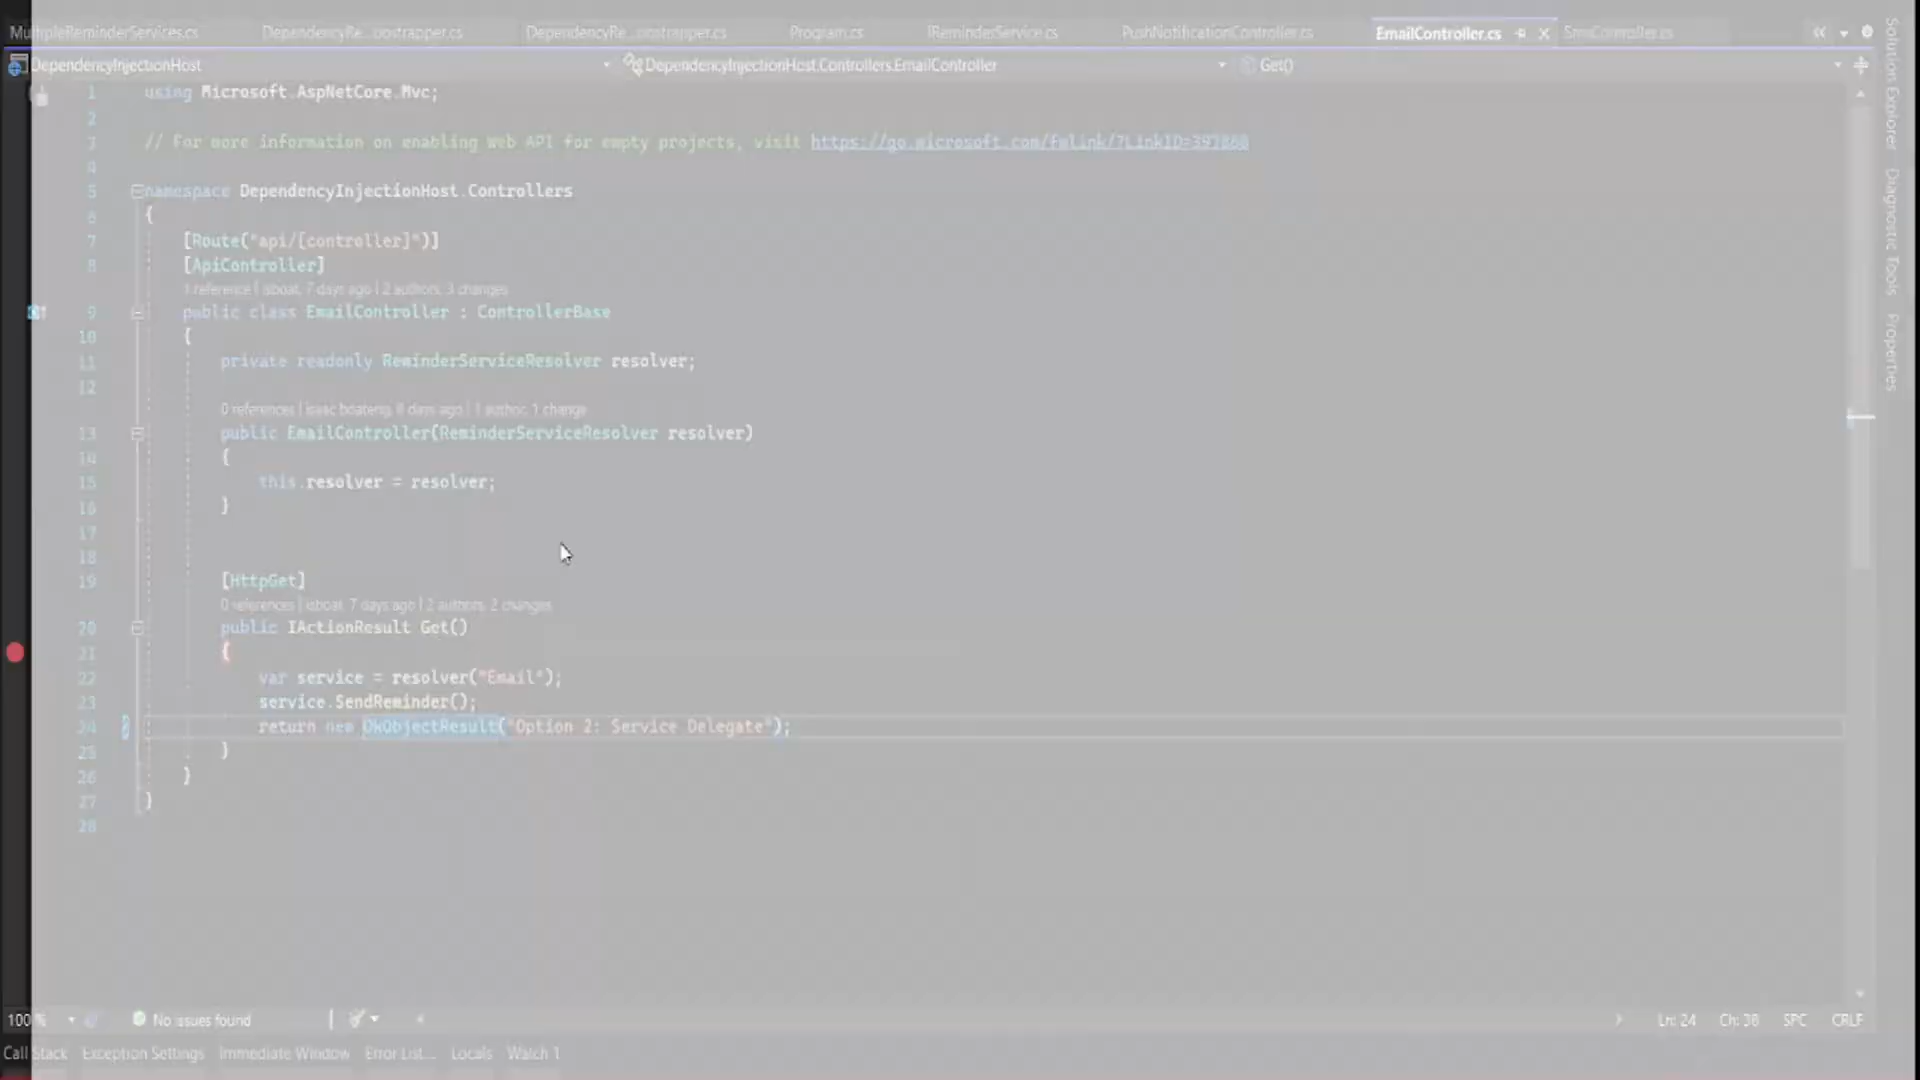 MultipleReminderServices.cs DependencyRe...oostrapper.cs DependencyRe...oostrapper.cs Program.cs IReminderService.cs PushNotificationController.cs EmailController.cs SmsController.cs
DependencyInjectionHost DependencyInjectionHost.Controllers.EmailController Get()
1 using Microsoft.AspNetCore.Mvc;
2
3 // For more information on enabling Web API for empty projects, visit https://go.microsoft.com/fwlink/?LinkID=397860
4
5 namespace DependencyInjectionHost.Controllers
6 {
7 [Route("api/[controller]")]
8 [ApiController]
1 reference | isboat, 7 days ago | 2 authors, 3 changes
9 public class EmailController : ControllerBase
10 {
11 private readonly ReminderServiceResolver resolver;
12
0 references | isaac boateng, 8 days ago | 1 author, 1 change
13 public EmailController(ReminderServiceResolver resolver)
14 {
15 this.resolver = resolver;
16 }
17
18
19 [HttpGet]
0 references | isboat, 7 days ago | 2 authors, 2 changes
20 public IActionResult Get()
21 {
22 var service = resolver("Email");
23 service.SendReminder();
24 return new OkObjectResult("Option 2: Service Delegate");
25 }
26 }
27 }
28
100 % No issues found Ln: 24 Ch: 38 SPC CRLF
Call Stack Exception Settings Immediate Window Error List... Locals Watch 1
Solution Explorer
Diagnostic Tools
Properties